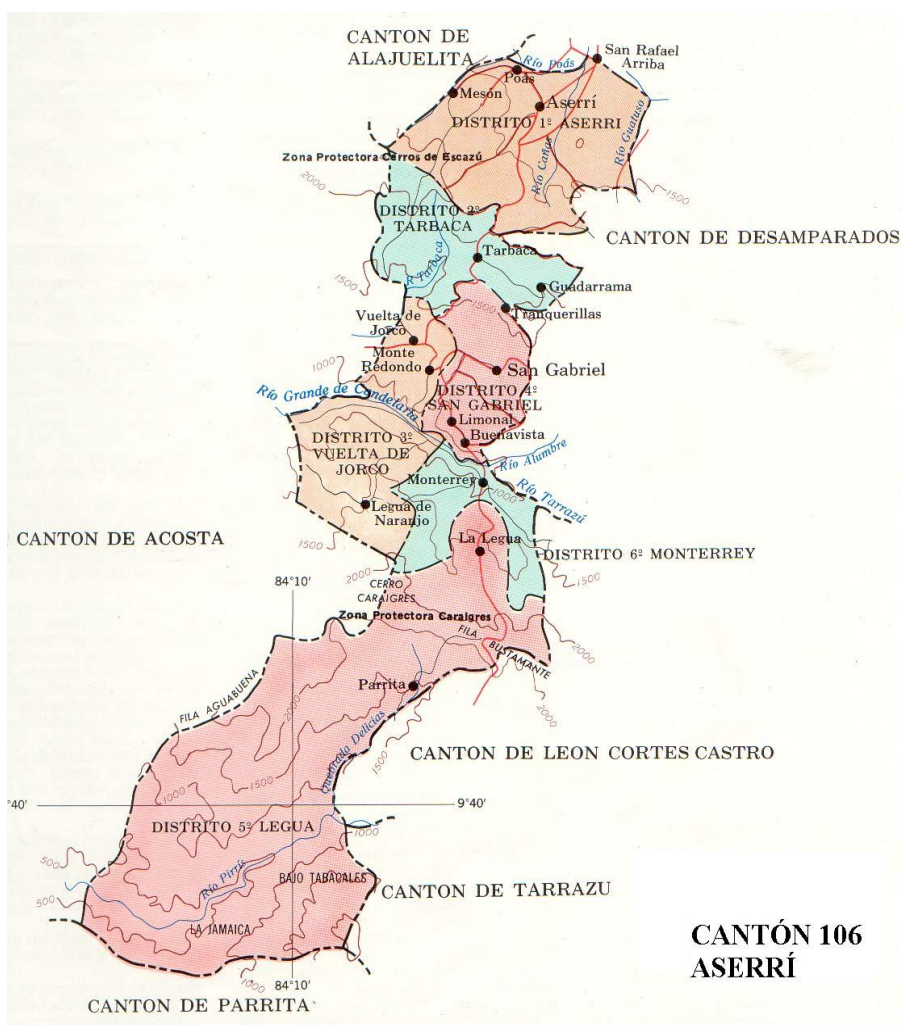 CANTON DE
ALAJUELITA
Río Poás
San Rafael
Arriba
Poás
Mesón
Aserrí
DISTRITO 1º ASERRI
Río Cañas
Río Guatuso
Zona Protectora Cerros de Escazú
2000
1500
DISTRITO 2º
TARBACA
CANTON DE DESAMPARADOS
R Tarbaca
Tarbaca
1500
Guadarrama
1500
Tranquerillas
Vuelta de
Jorco
Monte
Redondo
1000
San Gabriel
Río Grande de Candelaria
DISTRITO 4º
SAN GABRIEL
Limonal
Buenavista
DISTRITO 3º
VUELTA DE
JORCO
Río Alumbre
Monterrey
1000
Río Tarrazú
Legua de
Naranjo
CANTON DE ACOSTA
1500
La Legua
DISTRITO 6º MONTERREY
2000
1500
84°10'
CERRO
CARAIGRES
Zona Protectora Caraigres
FILA BUSTAMANTE
2000
Parrita
2000
FILA AGUABUENA
2000
Quebrada Delicias
1500
CANTON DE LEON CORTES CASTRO
1500
1000
°40'
9°40'
DISTRITO 5º LEGUA
1000
500
Río Pirrís
BAJO TABACALES
CANTON DE TARRAZU
500
LA JAMAICA
1000
84°10'
CANTON DE PARRITA
CANTÓN 106
ASERRÍ